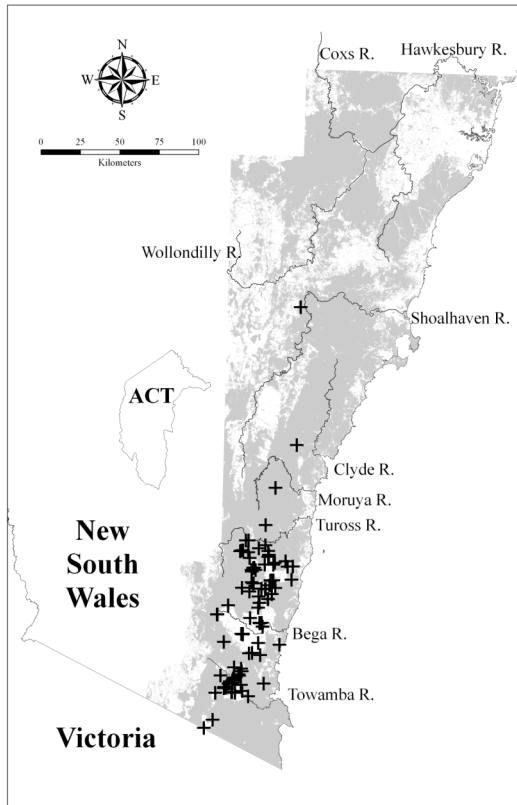 Coxs R.
Hawkesbury R.
N
W
E
S
0 25 50 75 100
Kilometers
Wollondilly R.
Shoalhaven R.
ACT
Clyde R.
Moruya R.
Tuross R.
New
South
Wales
Bega R.
Towamba R.
Victoria